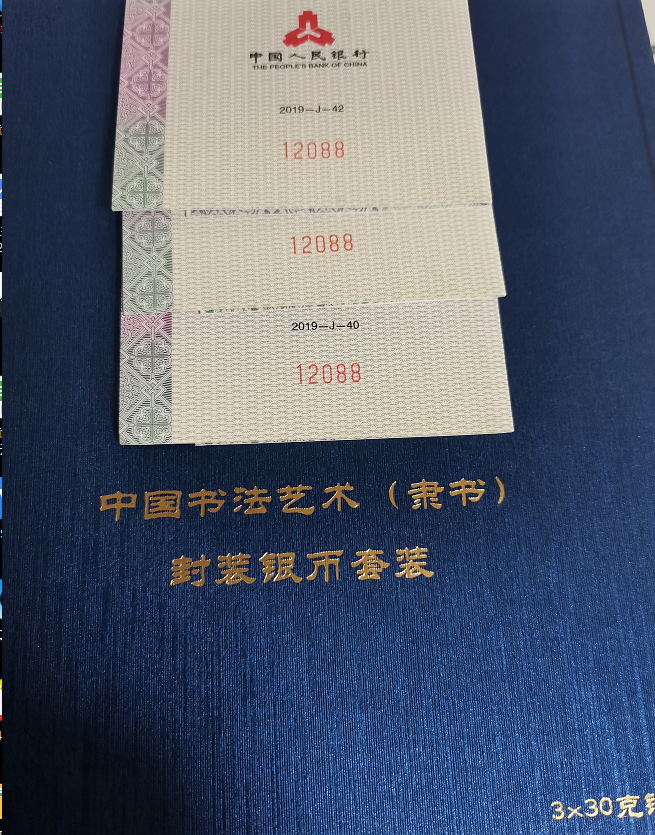 中国人民银行
THE PEOPLE'S BANK OF CHINA
2019—J—42
12088
12088
2019—J—40
12088
中国书法艺术（隶书）
封装银币套装
3×30克